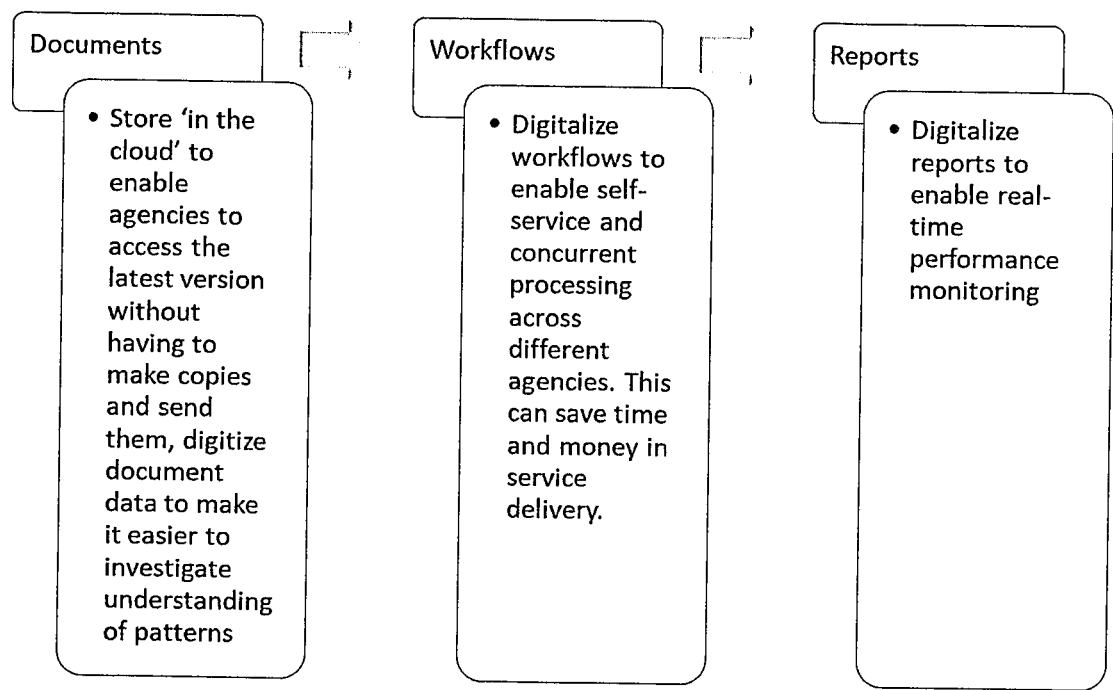 Documents
• Store ‘in the
cloud’ to
enable
agencies to
access the
latest version
without
having to
make copies
and send
them, digitize
document
data to make
it easier to
investigate
understanding
of patterns
Workflows
• Digitalize
workflows to
enable self-
service and
concurrent
processing
across
different
agencies. This
can save time
and money in
service
delivery.
Reports
• Digitalize
reports to
enable real-
time
performance
monitoring